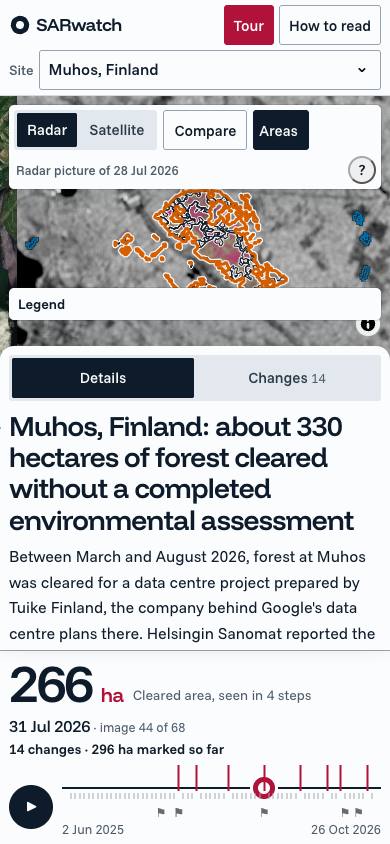 SARwatch
Tour
How to read
Site
Muhos, Finland
Radar
Satellite
Compare
Areas
Radar picture of 28 Jul 2026
?
Legend
Details
Changes 14
Muhos, Finland: about 330
hectares of forest cleared
without a completed
environmental assessment
Between March and August 2026, forest at Muhos
was cleared for a data centre project prepared by
Tuike Finland, the company behind Google's data
centre plans there. Helsingin Sanomat reported the
266 ha Cleared area, seen in 4 steps
31 Jul 2026 · image 44 of 68
14 changes · 296 ha marked so far
2 Jun 2025
26 Oct 2026